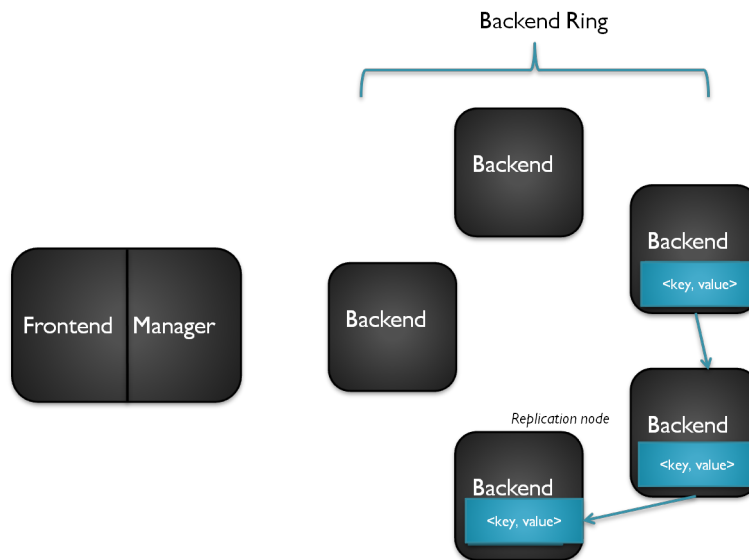 Backend Ring
Backend
Backend
<key, value>
Frontend
Manager
Backend
Replication node
Backend
<key, value>
Backend
<key, value>